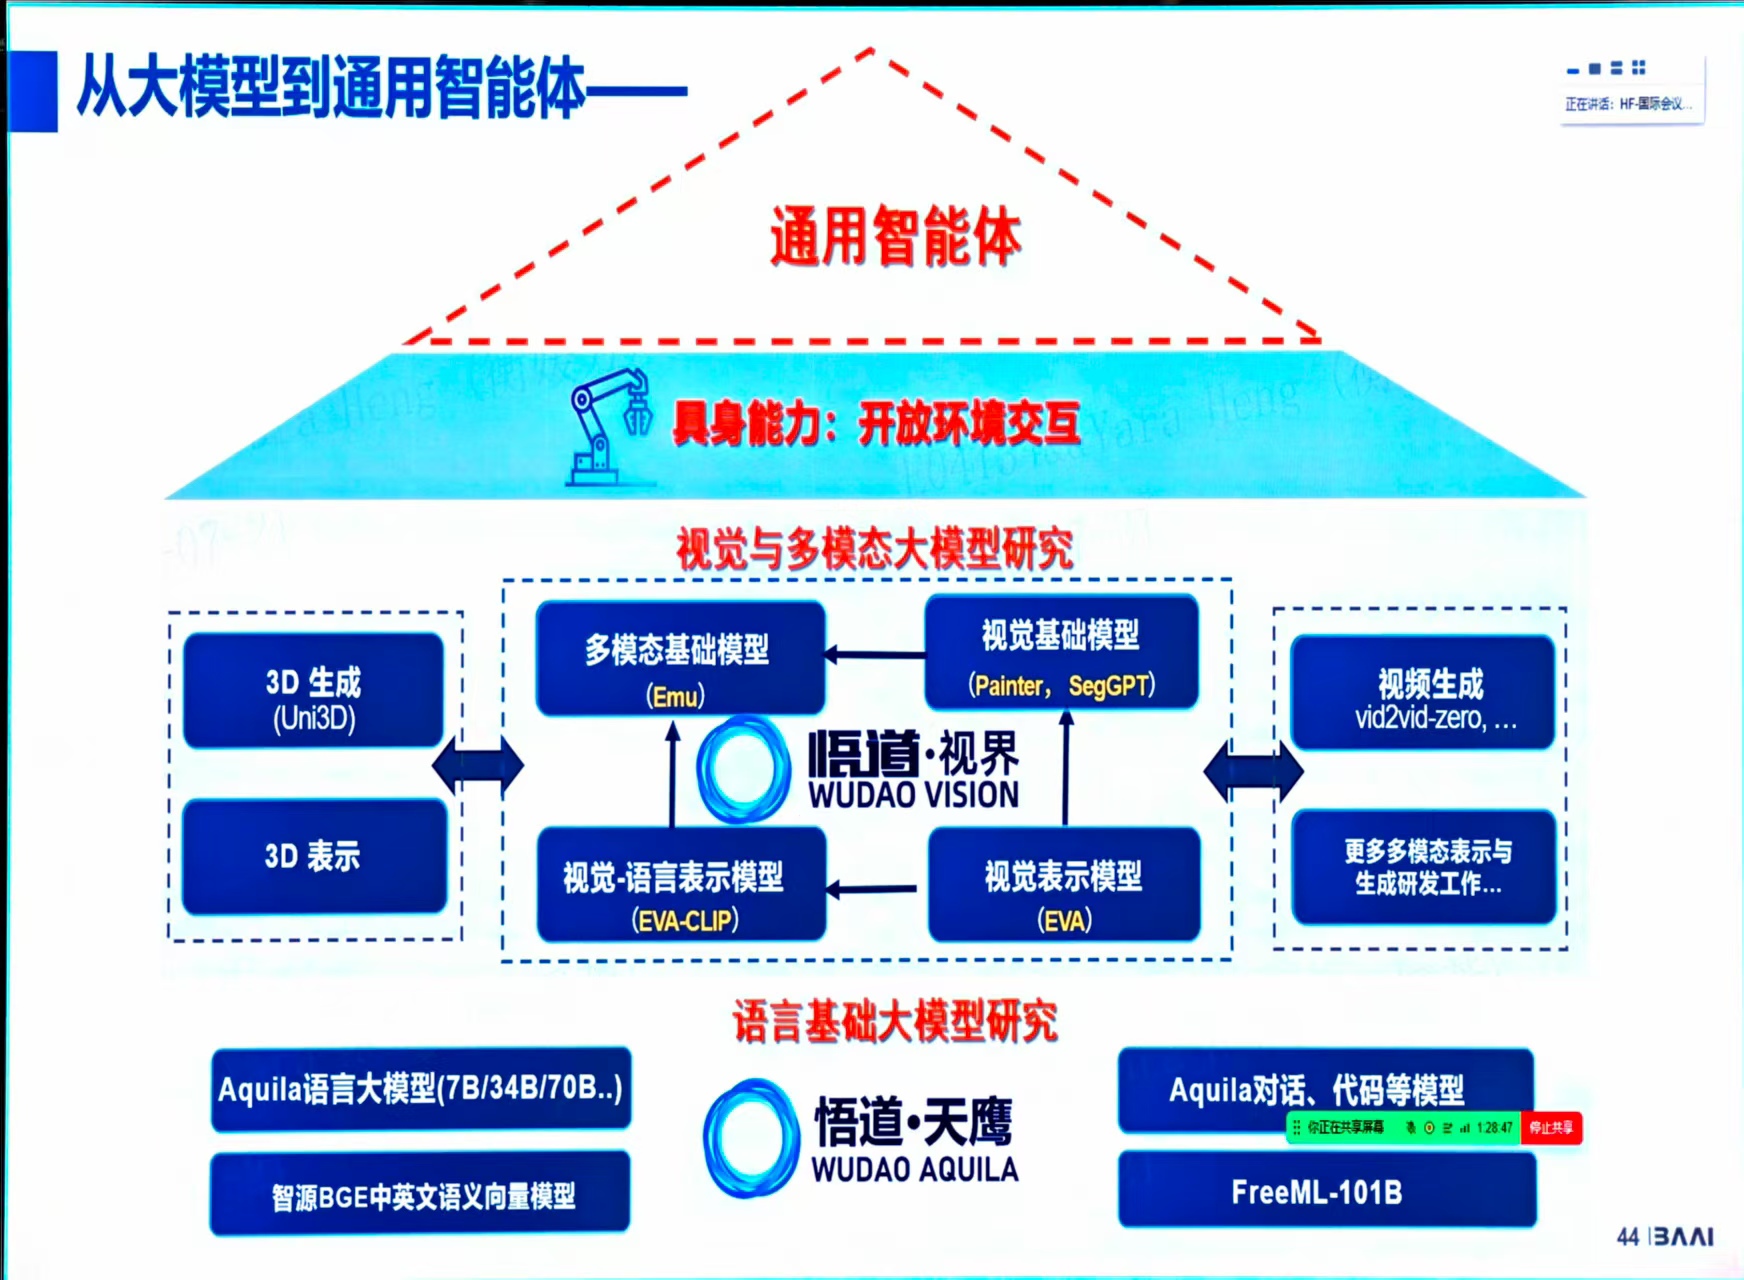 从大模型到通用智能体——
正在讲话：HF-国际会议...
通用智能体
具身能力：开放环境交互
视觉与多模态大模型研究
3D 生成
(Uni3D)
3D 表示
多模态基础模型
(Emu)
视觉基础模型
(Painter，SegGPT)
悟道·视界
WUDAO VISION
视觉-语言表示模型
(EVA-CLIP)
视觉表示模型
(EVA)
视频生成
vid2vid-zero, ...
更多多模态表示与
生成研发工作...
语言基础大模型研究
Aquila语言大模型(7B/34B/70B..)
智源BGE中英文语义向量模型
悟道·天鹰
WUDAO AQUILA
Aquila对话、代码等模型
你正在共享屏幕 1:28:47 停止共享
FreeML-101B
44 BAAI